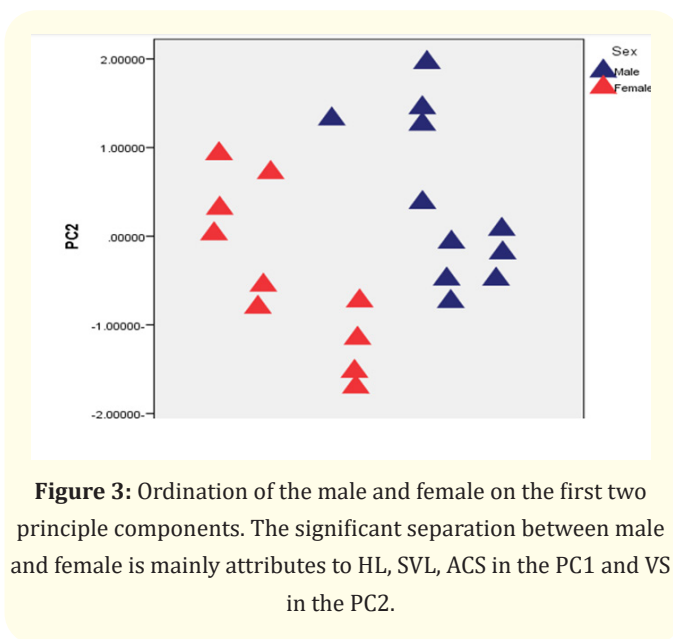 Sex
Male
Female
2.00000
1.00000
.00000
-1.00000-
-2.00000-
PC2
Figure 3: Ordination of the male and female on the first two
principle components. The significant separation between male
and female is mainly attributes to HL, SVL, ACS in the PC1 and VS
in the PC2.